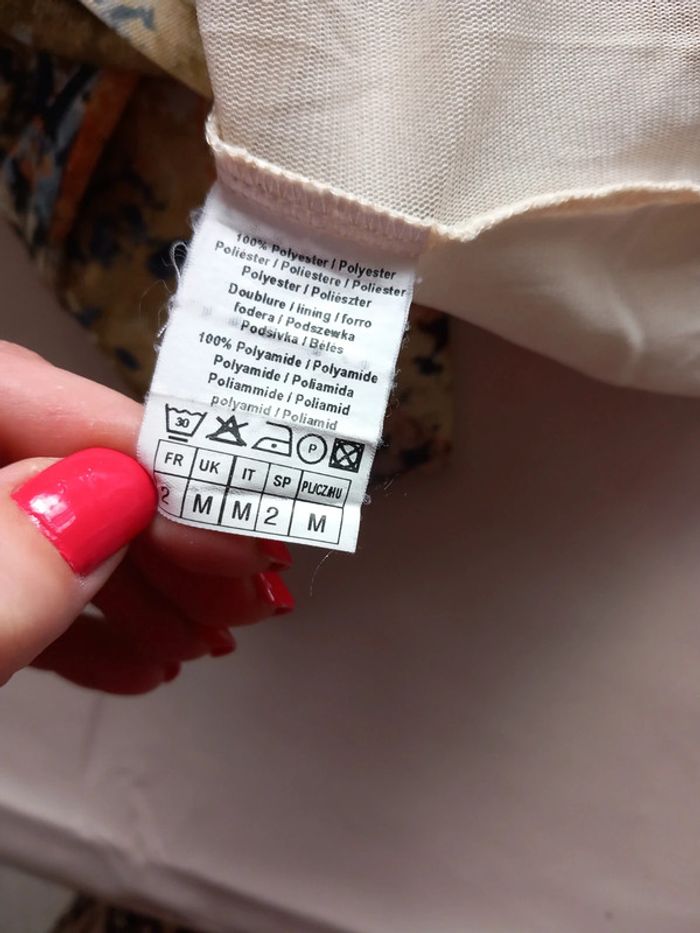 100% Polyester / Polyester
Poliéster / Poliestere / Poliester
Polyester / Poliészter
Doublure / lining / forro
fodera / Podszewka
Podsivka / Bélés
100% Polyamide / Polyamide
Polyamide / Poliamida
Poliammide / Poliamid
polyamid / Poliamid
30 P
FR UK IT SP PL/CZ/HU
2 M M 2 M